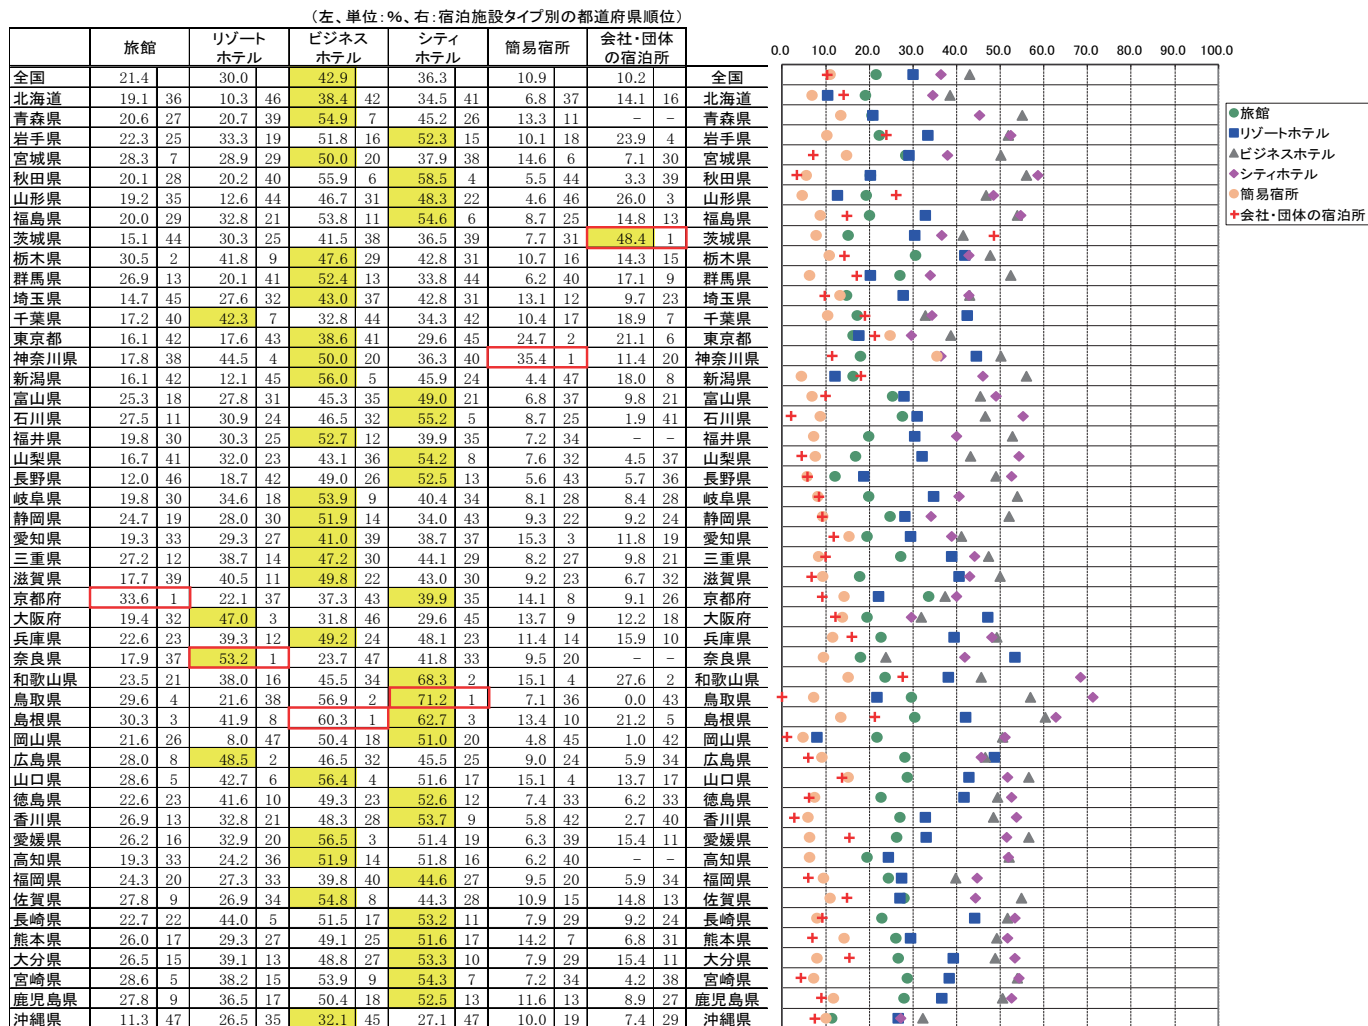 (左、単位:%、右:宿泊施設タイプ別の都道府県順位)
旅館 リゾートホテル ビジネスホテル シティホテル 簡易宿所 会社・団体の宿泊所
0.0 10.0 20.0 30.0 40.0 50.0 60.0 70.0 80.0 90.0 100.0
全国 21.4 30.0 42.9 36.3 10.9 10.2 全国
北海道 19.1 36 10.3 46 38.4 42 34.5 41 6.8 37 14.1 16 北海道
青森県 20.6 27 20.7 39 54.9 7 45.2 26 13.3 11 − − 青森県
岩手県 22.3 25 33.3 19 51.8 16 52.3 15 10.1 18 23.9 4 岩手県
宮城県 28.3 7 28.9 29 50.0 20 37.9 38 14.6 6 7.1 30 宮城県
秋田県 20.1 28 20.2 40 55.9 6 58.5 4 5.5 44 3.3 39 秋田県
山形県 19.2 35 12.6 44 46.7 31 48.3 22 4.6 46 26.0 3 山形県
福島県 20.0 29 32.8 21 53.8 11 54.6 6 8.7 25 14.8 13 福島県
茨城県 15.1 44 30.3 25 41.5 38 36.5 39 7.7 31 48.4 1 茨城県
栃木県 30.5 2 41.8 9 47.6 29 42.8 31 10.7 16 14.3 15 栃木県
群馬県 26.9 13 20.1 41 52.4 13 33.8 44 6.2 40 17.1 9 群馬県
埼玉県 14.7 45 27.6 32 43.0 37 42.8 31 13.1 12 9.7 23 埼玉県
千葉県 17.2 40 42.3 7 32.8 44 34.3 42 10.4 17 18.9 7 千葉県
東京都 16.1 42 17.6 43 38.6 41 29.6 45 24.7 2 21.1 6 東京都
神奈川県 17.8 38 44.5 4 50.0 20 36.3 40 35.4 1 11.4 20 神奈川県
新潟県 16.1 42 12.1 45 56.0 5 45.9 24 4.4 47 18.0 8 新潟県
富山県 25.3 18 27.8 31 45.3 35 49.0 21 6.8 37 9.8 21 富山県
石川県 27.5 11 30.9 24 46.5 32 55.2 5 8.7 25 1.9 41 石川県
福井県 19.8 30 30.3 25 52.7 12 39.9 35 7.2 34 − − 福井県
山梨県 16.7 41 32.0 23 43.1 36 54.2 8 7.6 32 4.5 37 山梨県
長野県 12.0 46 18.7 42 49.0 26 52.5 13 5.6 43 5.7 36 長野県
岐阜県 19.8 30 34.6 18 53.9 9 40.4 34 8.1 28 8.4 28 岐阜県
静岡県 24.7 19 28.0 30 51.9 14 34.0 43 9.3 22 9.2 24 静岡県
愛知県 19.3 33 29.3 27 41.0 39 38.7 37 15.3 3 11.8 19 愛知県
三重県 27.2 12 38.7 14 47.2 30 44.1 29 8.2 27 9.8 21 三重県
滋賀県 17.7 39 40.5 11 49.8 22 43.0 30 9.2 23 6.7 32 滋賀県
京都府 33.6 1 22.1 37 37.3 43 39.9 35 14.1 8 9.1 26 京都府
大阪府 19.4 32 47.0 3 31.8 46 29.6 45 13.7 9 12.2 18 大阪府
兵庫県 22.6 23 39.3 12 49.2 24 48.1 23 11.4 14 15.9 10 兵庫県
奈良県 17.9 37 53.2 1 23.7 47 41.8 33 9.5 20 − − 奈良県
和歌山県 23.5 21 38.0 16 45.5 34 68.3 2 15.1 4 27.6 2 和歌山県
鳥取県 29.6 4 21.6 38 56.9 2 71.2 1 7.1 36 0.0 43 鳥取県
島根県 30.3 3 41.9 8 60.3 1 62.7 3 13.4 10 21.2 5 島根県
岡山県 21.6 26 8.0 47 50.4 18 51.0 20 4.8 45 1.0 42 岡山県
広島県 28.0 8 48.5 2 46.5 32 45.5 25 9.0 24 5.9 34 広島県
山口県 28.6 5 42.7 6 56.4 4 51.6 17 15.1 4 13.7 17 山口県
徳島県 22.6 23 41.6 10 49.3 23 52.6 12 7.4 33 6.2 33 徳島県
香川県 26.9 13 32.8 21 48.3 28 53.7 9 5.8 42 2.7 40 香川県
愛媛県 26.2 16 32.9 20 56.5 3 51.4 19 6.3 39 15.4 11 愛媛県
高知県 19.3 33 24.2 36 51.9 14 51.8 16 6.2 40 − − 高知県
福岡県 24.3 20 27.3 33 39.8 40 44.6 27 9.5 20 5.9 34 福岡県
佐賀県 27.8 9 26.9 34 54.8 8 44.3 28 10.9 15 14.8 13 佐賀県
長崎県 22.7 22 44.0 5 51.5 17 53.2 11 7.9 29 9.2 24 長崎県
熊本県 26.0 17 29.3 27 49.1 25 51.6 17 14.2 7 6.8 31 熊本県
大分県 26.5 15 39.1 13 48.8 27 53.3 10 7.9 29 15.4 11 大分県
宮崎県 28.6 5 38.2 15 53.9 9 54.3 7 7.2 34 4.2 38 宮崎県
鹿児島県 27.8 9 36.5 17 50.4 18 52.5 13 11.6 13 8.9 27 鹿児島県
沖縄県 11.3 47 26.5 35 32.1 45 27.1 47 10.0 19 7.4 29 沖縄県
旅館
リゾートホテル
ビジネスホテル
シティホテル
簡易宿所
会社・団体の宿泊所